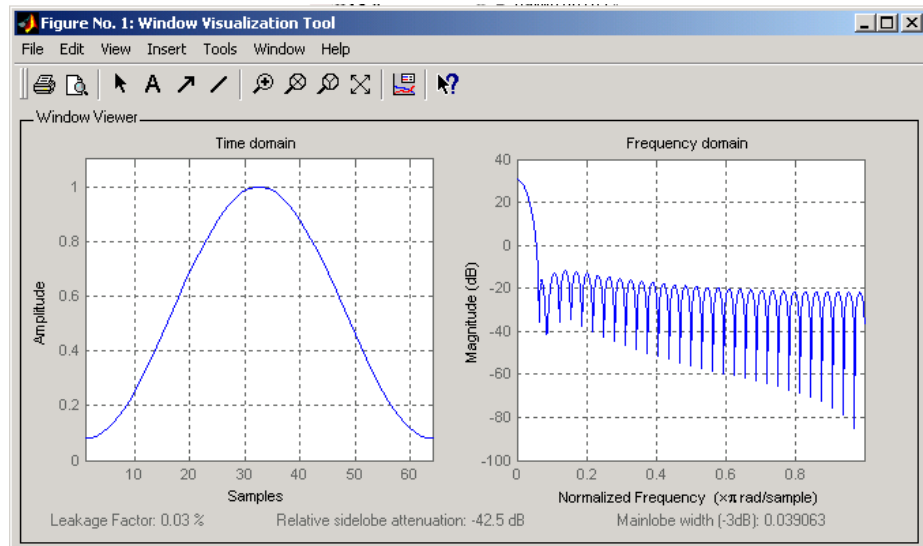 Figure No. 1: Window Visualization Tool
File Edit View Insert Tools Window Help
A
?
Window Viewer
Time domain
Frequency domain
1
0.8
0.6
0.4
0.2
0
Amplitude
10 20 30 40 50 60
Samples
40
20
0
-20
-40
-60
-80
-100
Magnitude (dB)
0 0.2 0.4 0.6 0.8
Normalized Frequency (×π rad/sample)
Leakage Factor: 0.03 % Relative sidelobe attenuation: -42.5 dB Mainlobe width (-3dB): 0.039063